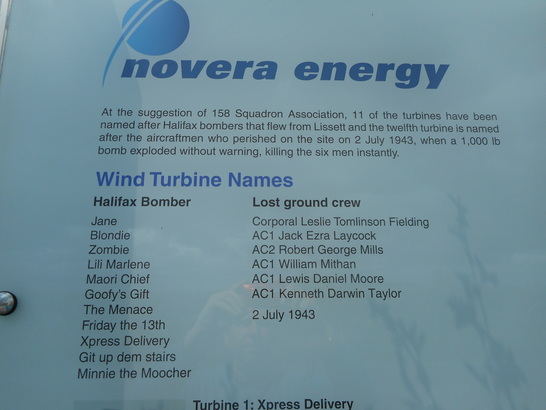 novera energy
At the suggestion of 158 Squadron Association, 11 of the turbines have been
named after Halifax bombers that flew from Lissett and the twelfth turbine is named
after the aircraftmen who perished on the site on 2 July 1943, when a 1,000 lb
bomb exploded without warning, killing the six men instantly.
Wind Turbine Names
Halifax Bomber
Jane
Blondie
Zombie
Lili Marlene
Maori Chief
Goofy's Gift
The Menace
Friday the 13th
Xpress Delivery
Git up dem stairs
Minnie the Moocher
Lost ground crew
Corporal Leslie Tomlinson Fielding
AC1 Jack Ezra Laycock
AC2 Robert George Mills
AC1 William Mithan
AC1 Lewis Daniel Moore
AC1 Kenneth Darwin Taylor
2 July 1943
Turbine 1: Xpress Delivery